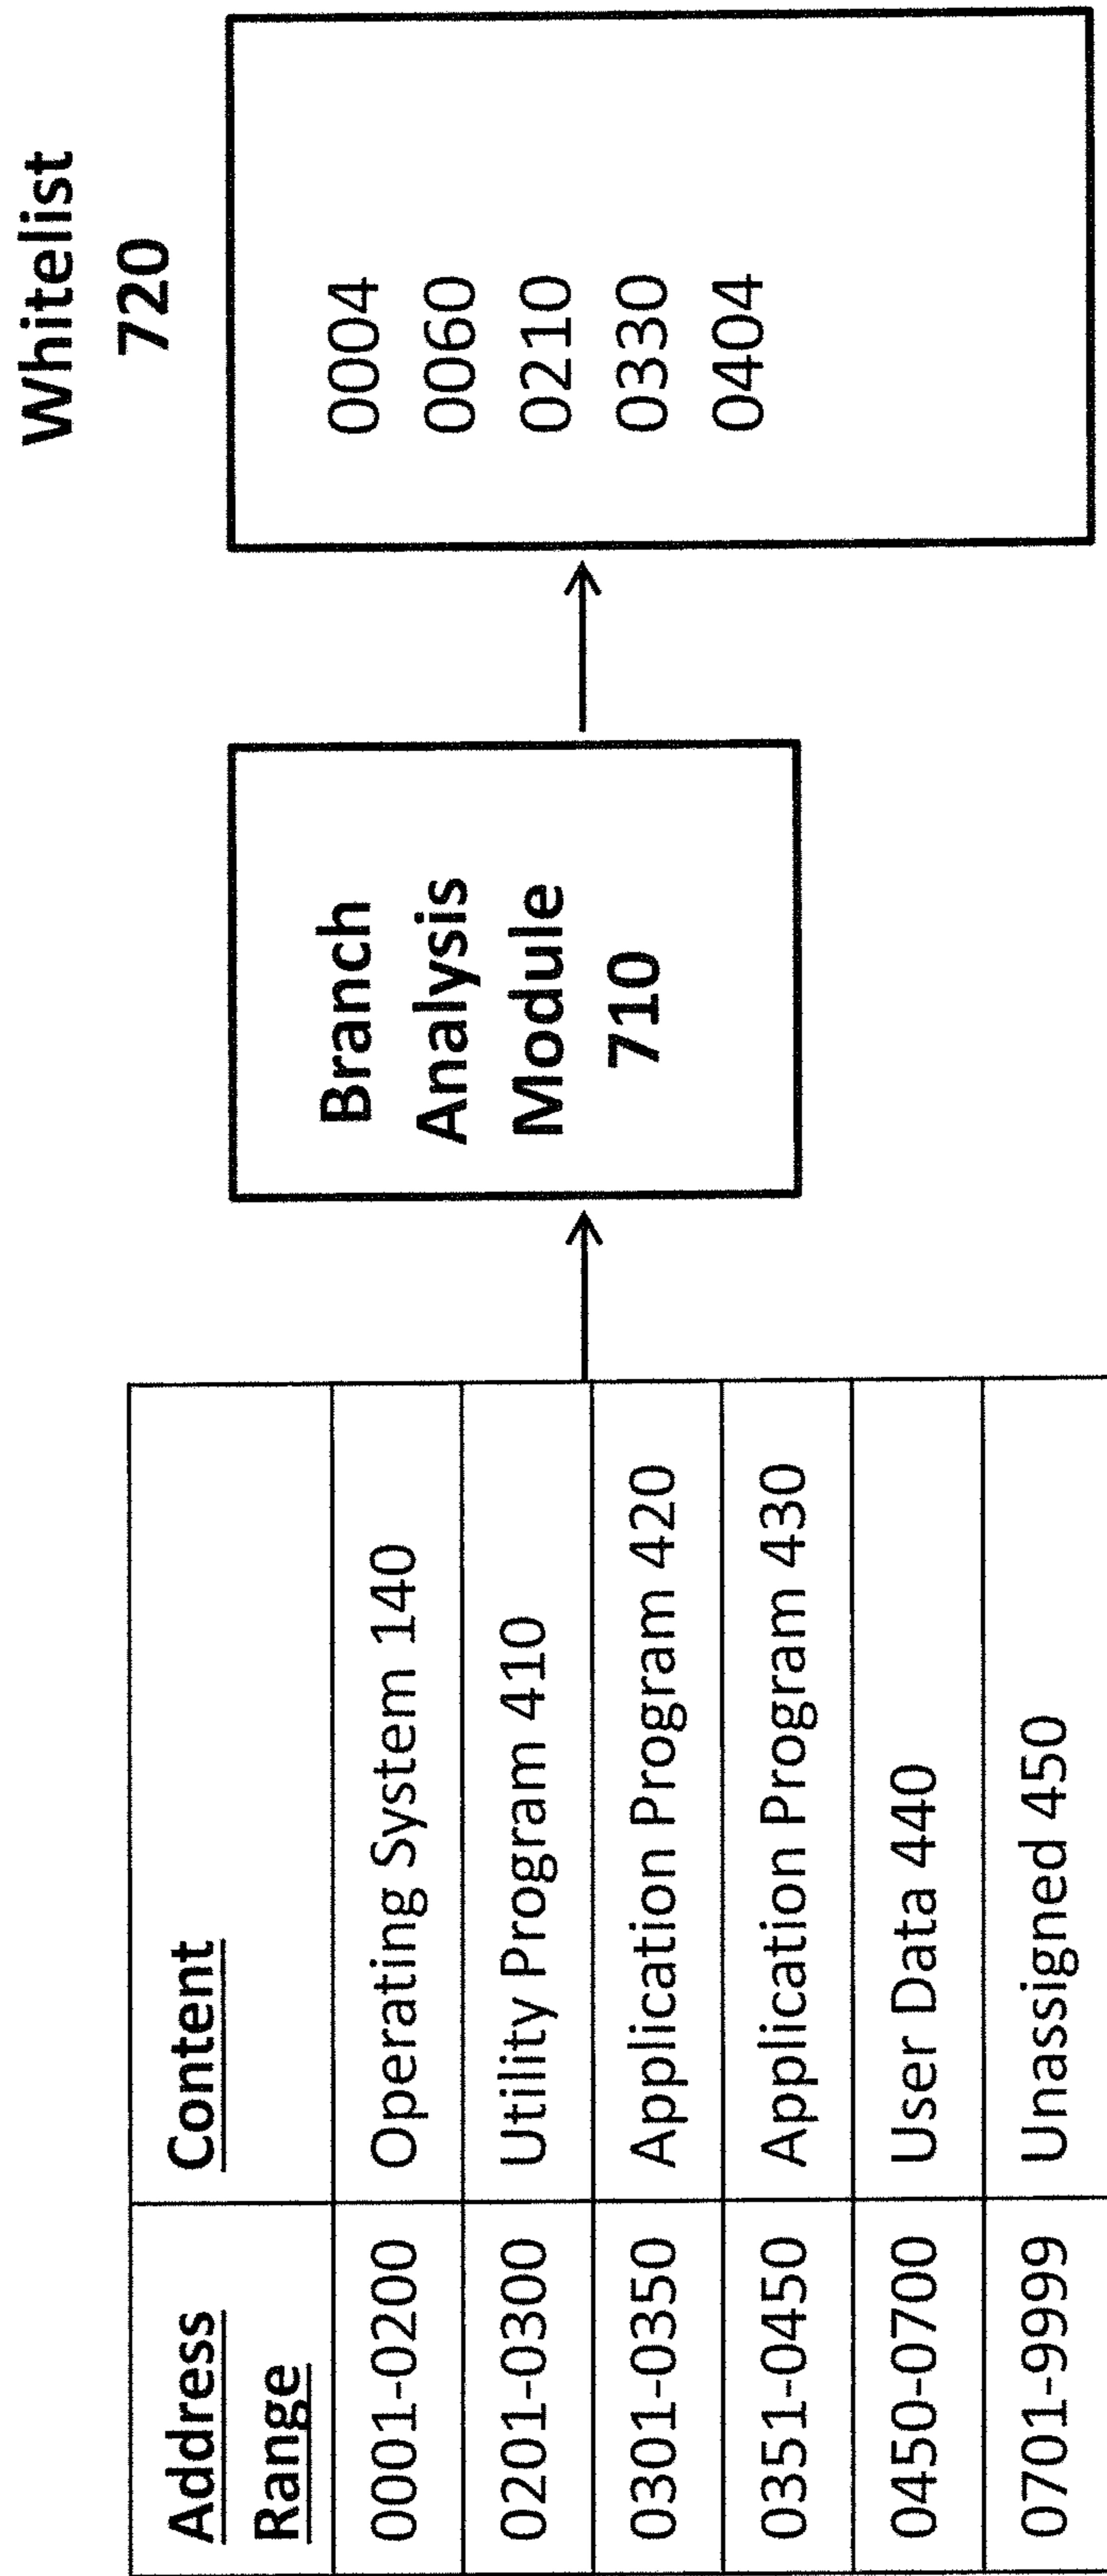 Address Range
Content
0001-0200 Operating System 140
0201-0300 Utility Program 410
0301-0350 Application Program 420
0351-0450 Application Program 430
0450-0700 User Data 440
0701-9999 Unassigned 450
Branch
Analysis
Module
710
Whitelist
720
0004
0060
0210
0330
0404